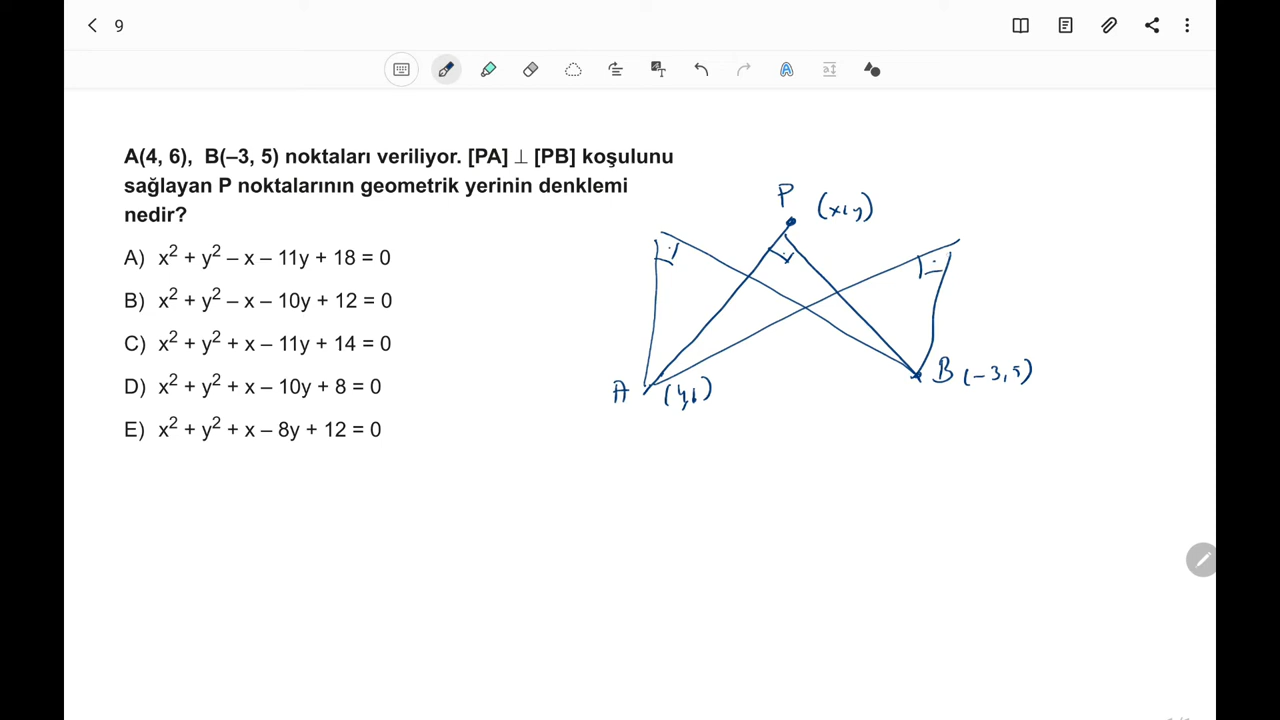 9
A(4, 6), B(–3, 5) noktaları veriliyor. [PA] ⊥ [PB] koşulunu
sağlayan P noktalarının geometrik yerinin denklemi
nedir?
A) x² + y² – x – 11y + 18 = 0
B) x² + y² – x – 10y + 12 = 0
C) x² + y² + x – 11y + 14 = 0
D) x² + y² + x – 10y + 8 = 0
E) x² + y² + x – 8y + 12 = 0
P (x,y)
A (4,6)
B (-3,5)